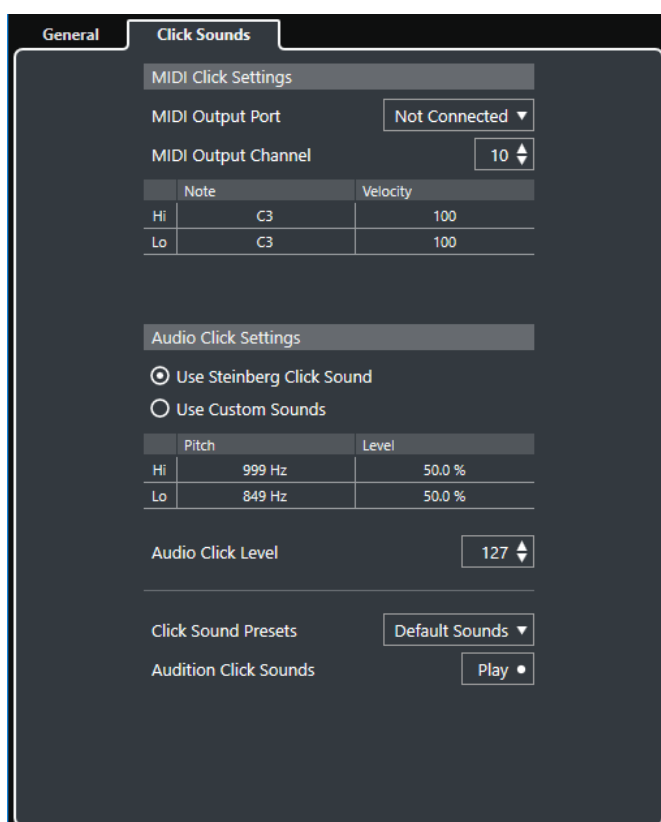 General Click Sounds
MIDI Click Settings
MIDI Output Port Not Connected
MIDI Output Channel 10
Note Velocity
Hi C3 100
Lo C3 100
Audio Click Settings
Use Steinberg Click Sound
Use Custom Sounds
Pitch Level
Hi 999 Hz 50.0 %
Lo 849 Hz 50.0 %
Audio Click Level 127
Click Sound Presets Default Sounds
Audition Click Sounds Play